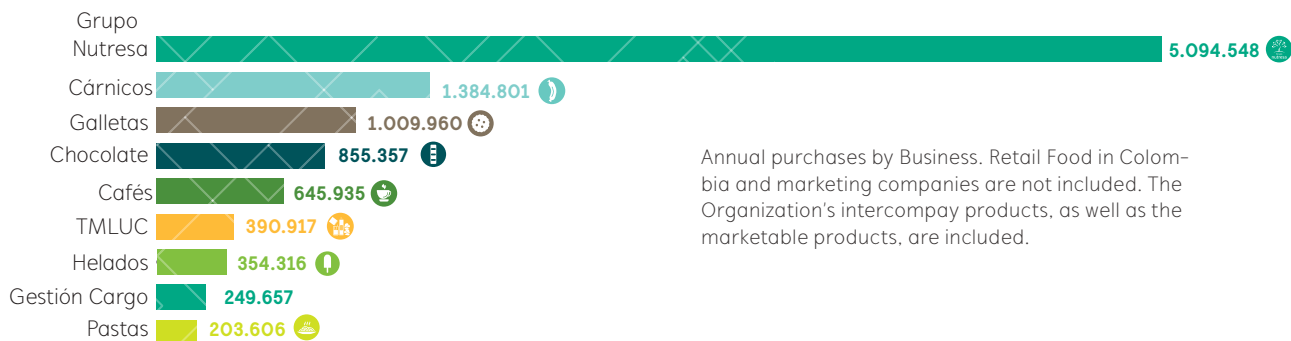 Grupo
Nutresa 5.094.548
Cárnicos 1.384.801
Galletas 1.009.960
Chocolate 855.357
Cafés 645.935
TMLUC 390.917
Helados 354.316
Gestión Cargo 249.657
Pastas 203.606
Annual purchases by Business. Retail Food in Colom-
bia and marketing companies are not included. The
Organization's intercompay products, as well as the
marketable products, are included.